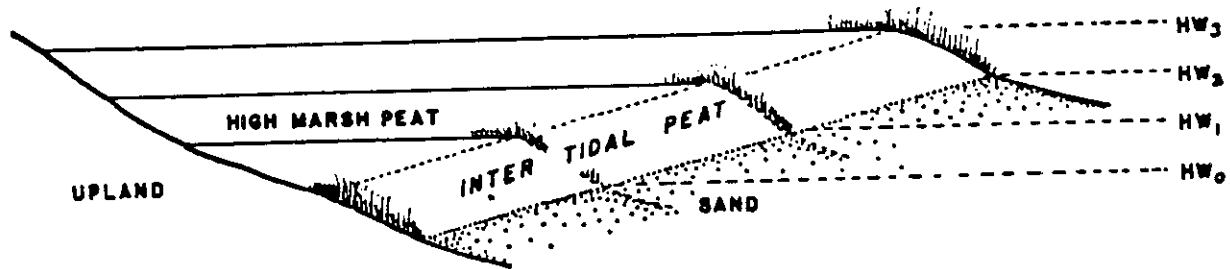 HW₃
HW₂
HIGH MARSH PEAT
INTER TIDAL PEAT
HW₁
UPLAND
SAND
HW₀